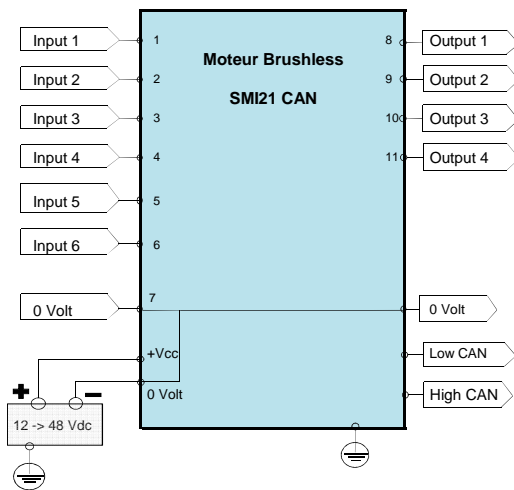 Input 1
1
Moteur Brushless
8
Output 1
Input 2
2
SMI21 CAN
9
Output 2
Input 3
3
10
Output 3
Input 4
4
11
Output 4
Input 5
5
Input 6
6
7
0 Volt
0 Volt
+Vcc
Low CAN
+
−
0 Volt
High CAN
12 -> 48 Vdc